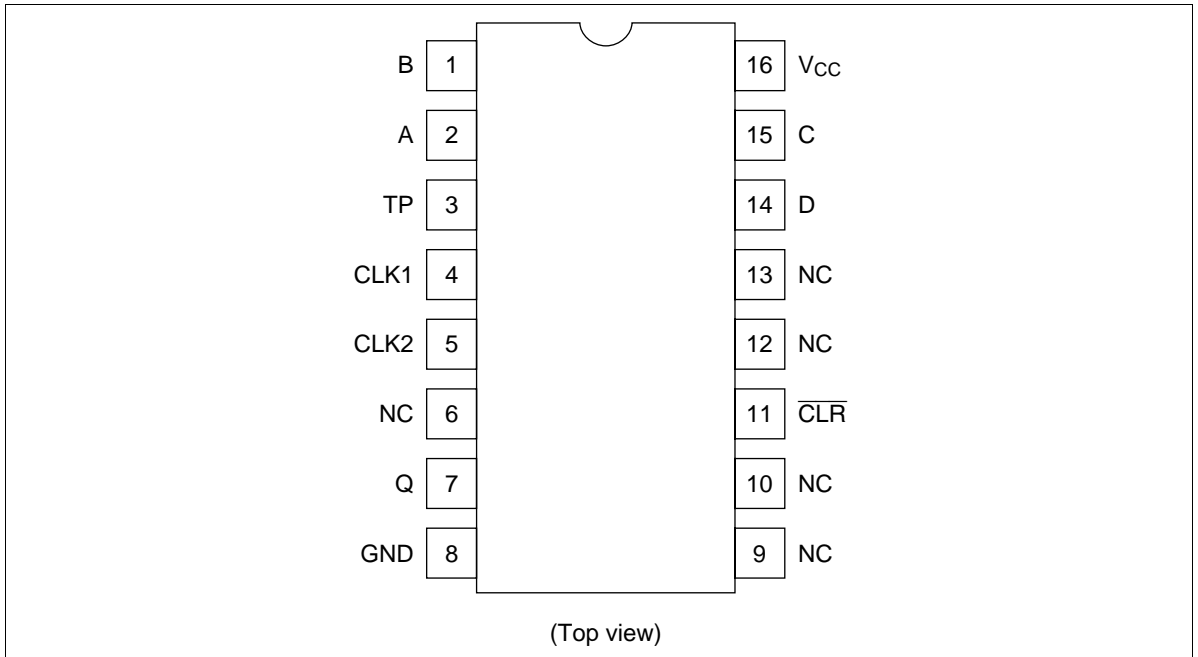 B 1 16 VCC
A 2 15 C
TP 3 14 D
CLK1 4 13 NC
CLK2 5 12 NC
NC 6 11 C̅L̅R̅
Q 7 10 NC
GND 8 9 NC
(Top view)